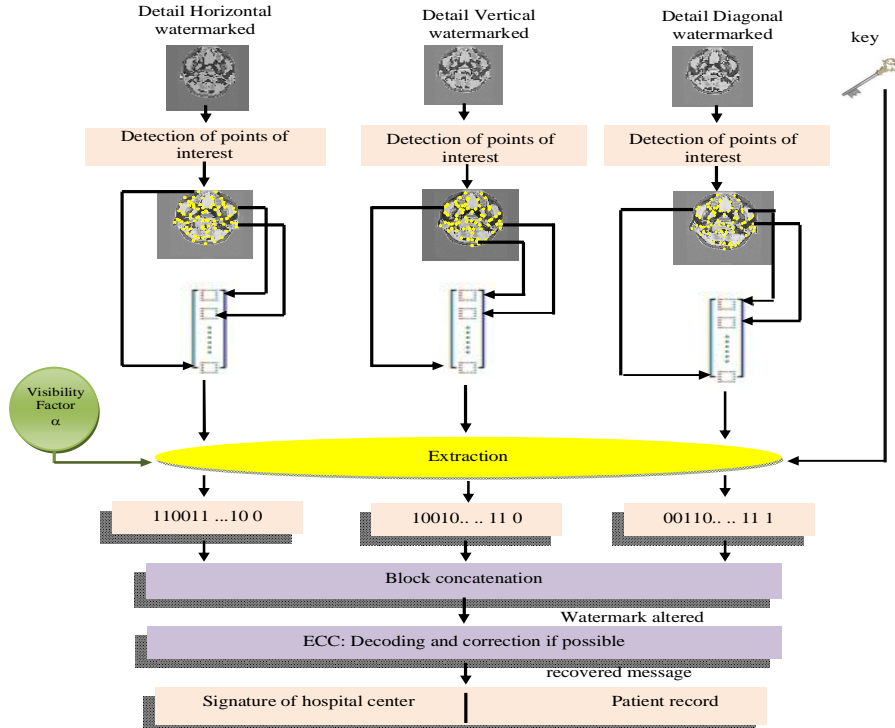 Detail Horizontal
watermarked
Detail Vertical
watermarked
Detail Diagonal
watermarked
key
Detection of points of
interest
Detection of points of
interest
Detection of points of
interest
Visibility
Factor
α
Extraction
110011 ...10 0
10010.. .. 11 0
00110.. .. 11 1
Block concatenation
Watermark altered
ECC: Decoding and correction if possible
recovered message
Signature of hospital center
Patient record